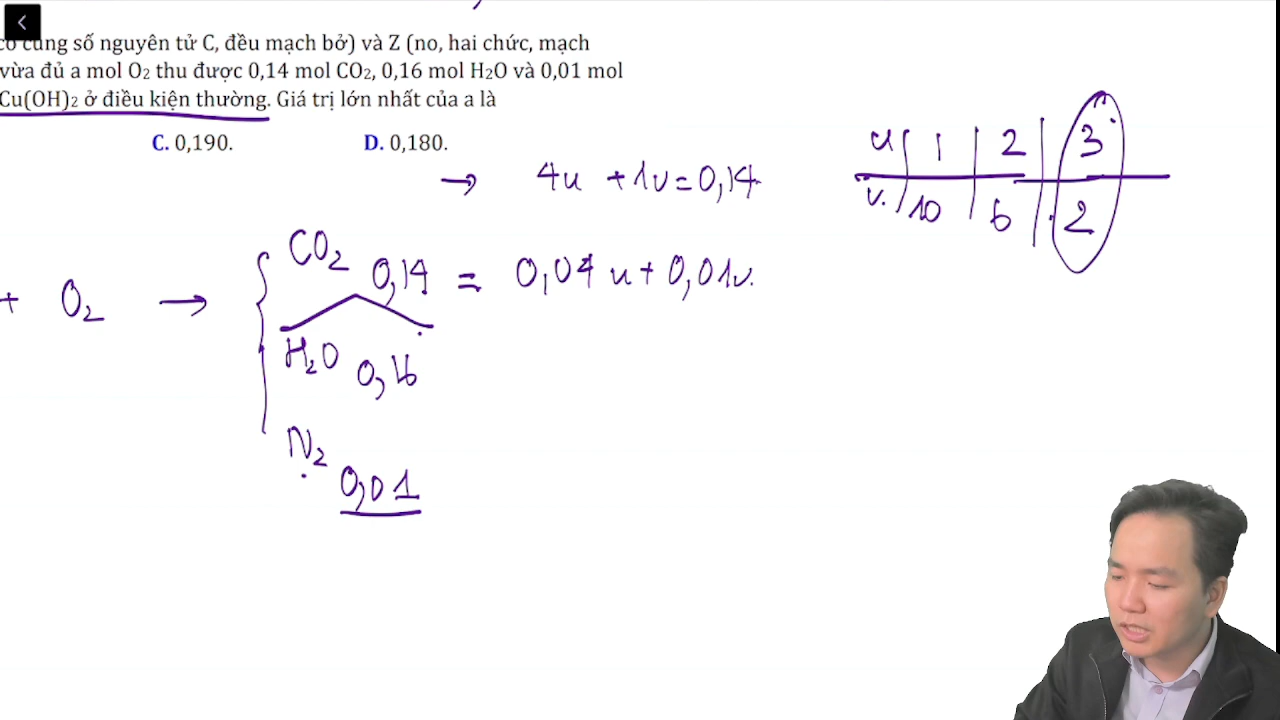 có cùng số nguyên tử C, đều mạch bở) và Z (no, hai chức, mạch
vừa đủ a mol O₂ thu được 0,14 mol CO₂, 0,16 mol H₂O và 0,01 mol
Cu(OH)₂ ở điều kiện thường. Giá trị lớn nhất của a là
C. 0,190. D. 0,180.
→ 4u + 1v = 0,14
u 1 2 3
v. 10 6 2
+ O₂ → CO₂ 0,14 = 0,04 u + 0,01v.
H₂O 0,16
N₂ 0,01